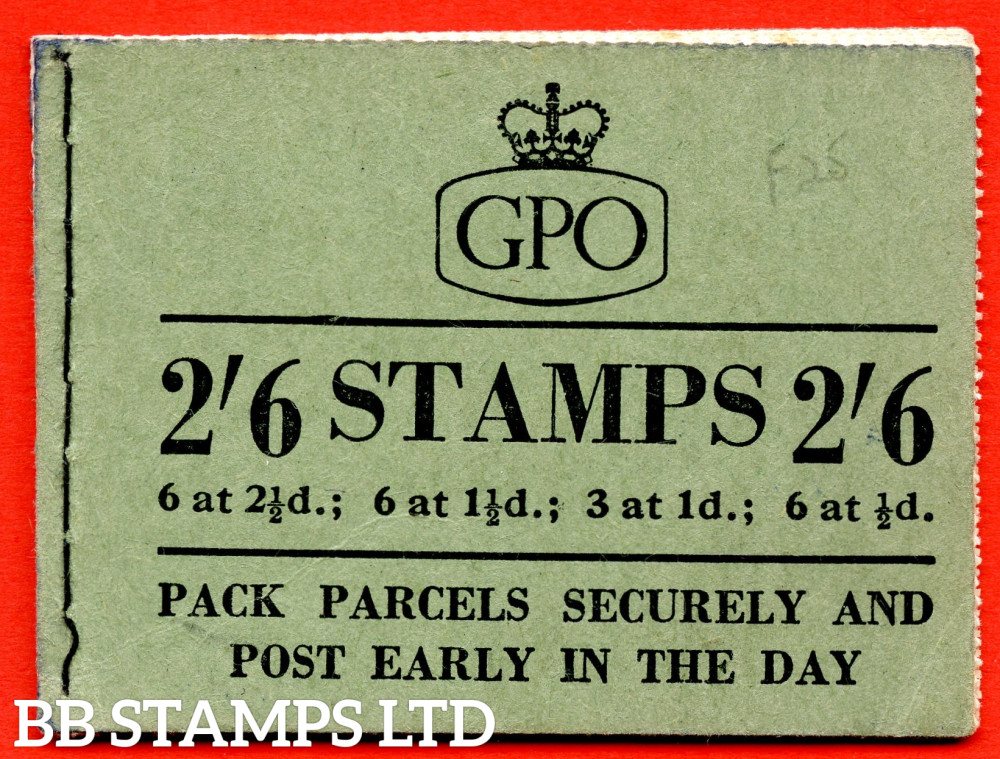 F26
GPO
2'6 STAMPS 2'6
6 at 2½d.; 6 at 1½d.; 3 at 1d.; 6 at ½d.
PACK PARCELS SECURELY AND
POST EARLY IN THE DAY
BB STAMPS LTD